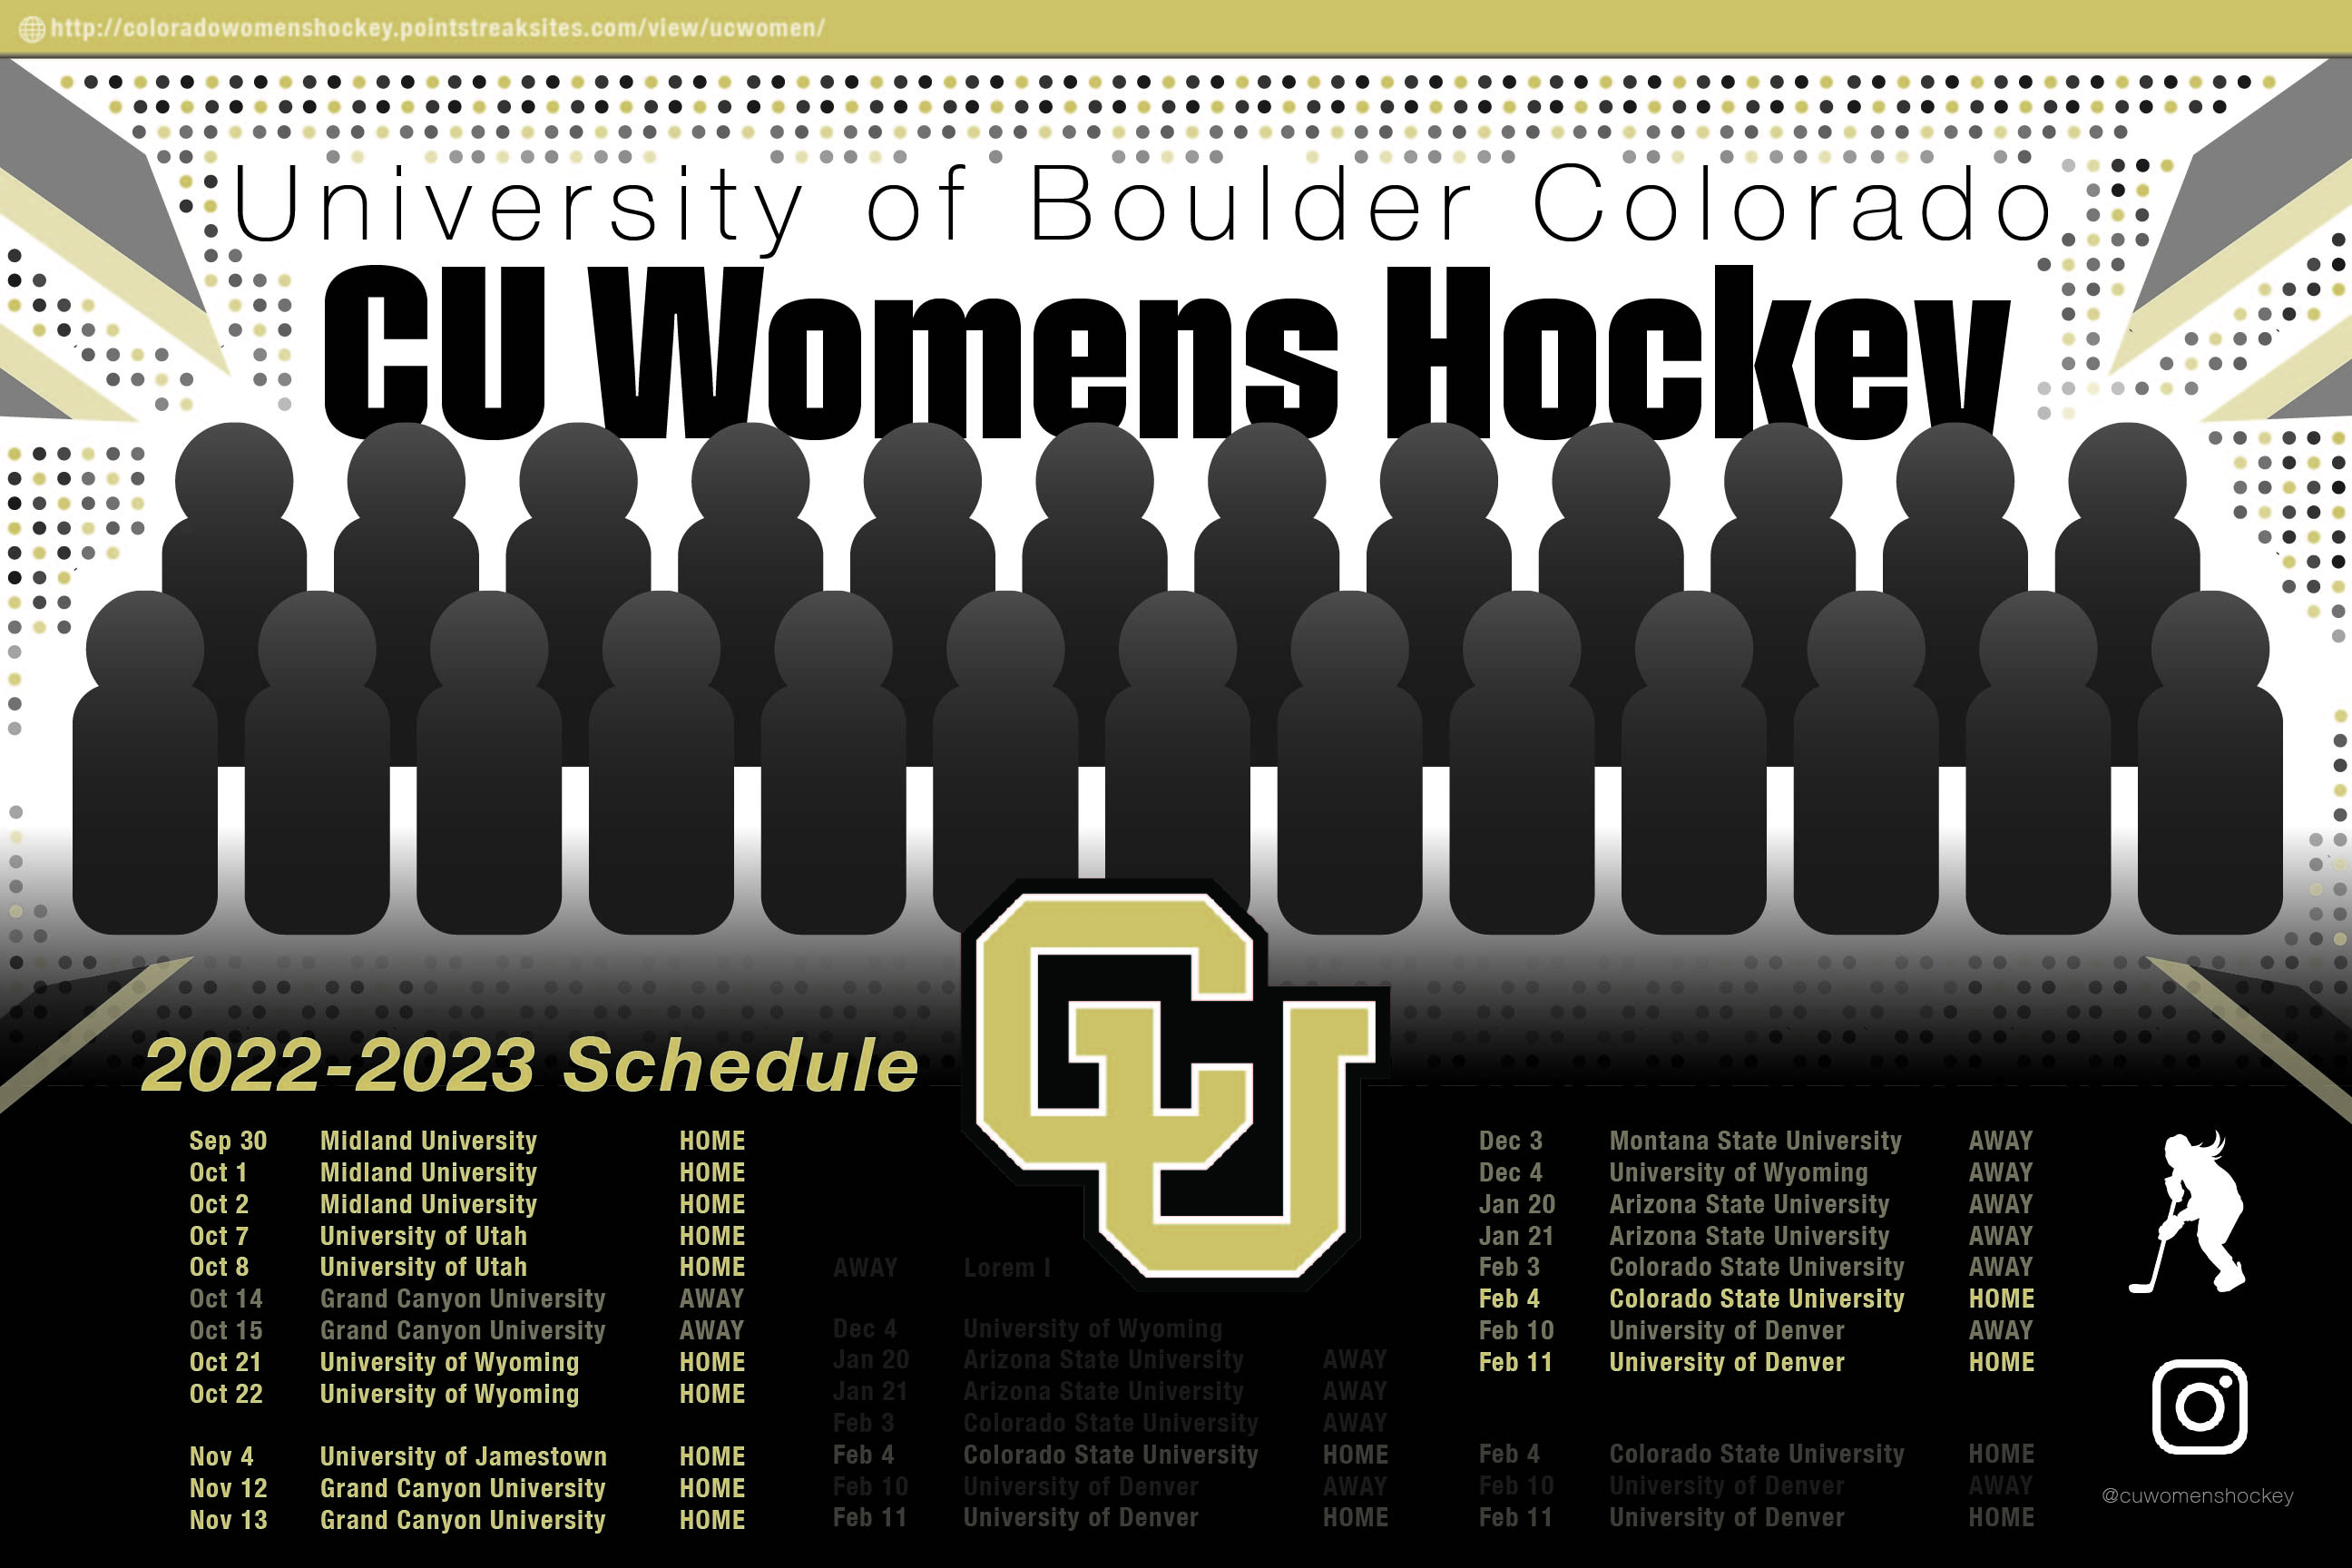 http://coloradowomenshockey.pointstreaksites.com/view/ucwomen/
University of Boulder Colorado
CU Womens Hockey
CU
2022-2023 Schedule
Sep 30 Midland University HOME
Oct 1 Midland University HOME
Oct 2 Midland University HOME
Oct 7 University of Utah HOME
Oct 8 University of Utah HOME
Oct 14 Grand Canyon University AWAY
Oct 15 Grand Canyon University AWAY
Oct 21 University of Wyoming HOME
Oct 22 University of Wyoming HOME
Nov 4 University of Jamestown HOME
Nov 12 Grand Canyon University HOME
Nov 13 Grand Canyon University HOME
AWAY Lorem I
Dec 4 University of Wyoming
Jan 20 Arizona State University AWAY
Jan 21 Arizona State University AWAY
Feb 3 Colorado State University AWAY
Feb 4 Colorado State University HOME
Feb 10 University of Denver AWAY
Feb 11 University of Denver HOME
Dec 3 Montana State University AWAY
Dec 4 University of Wyoming AWAY
Jan 20 Arizona State University AWAY
Jan 21 Arizona State University AWAY
Feb 3 Colorado State University AWAY
Feb 4 Colorado State University HOME
Feb 10 University of Denver AWAY
Feb 11 University of Denver HOME
Feb 4 Colorado State University HOME
Feb 10 University of Denver AWAY
Feb 11 University of Denver HOME
@cuwomenshockey